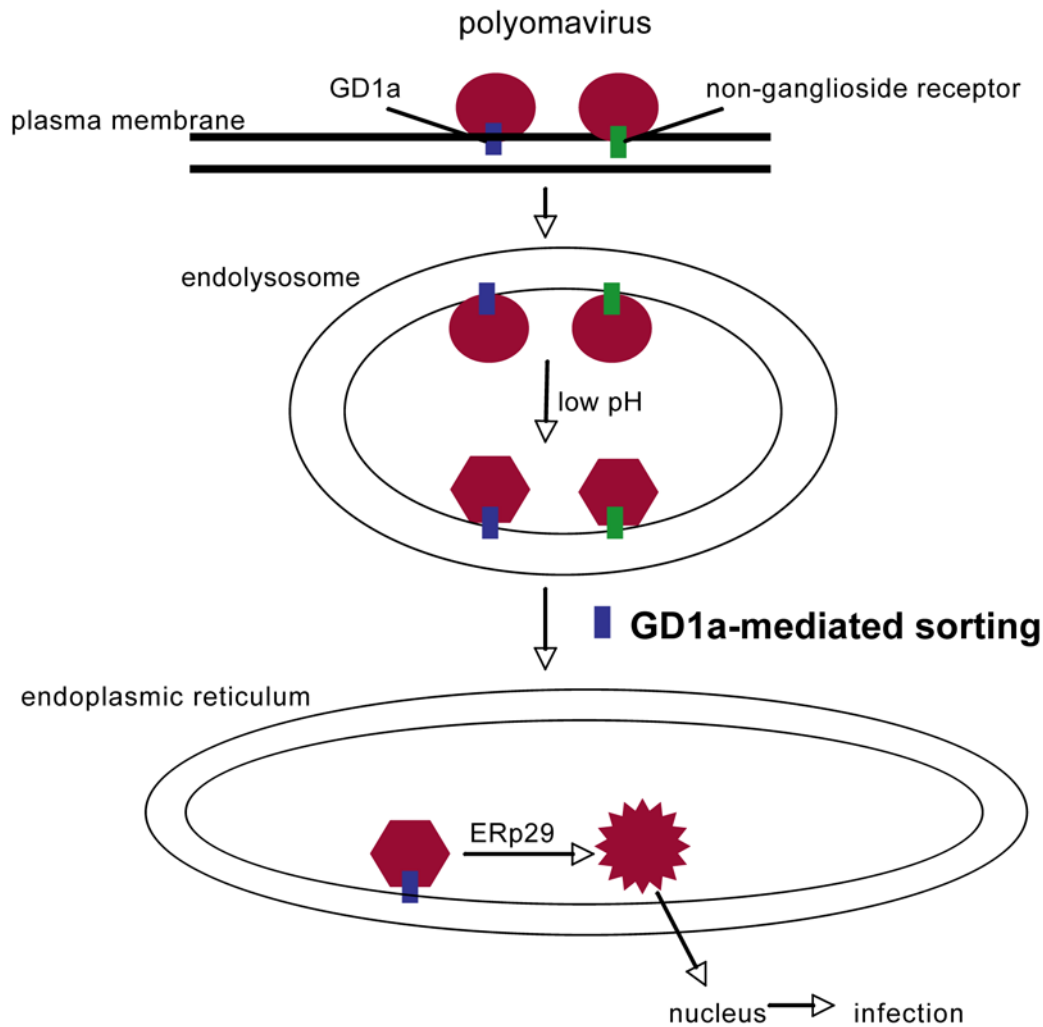 polyomavirus
GD1a
non-ganglioside receptor
plasma membrane
endolysosome
low pH
GD1a-mediated sorting
endoplasmic reticulum
ERp29
nucleus
infection